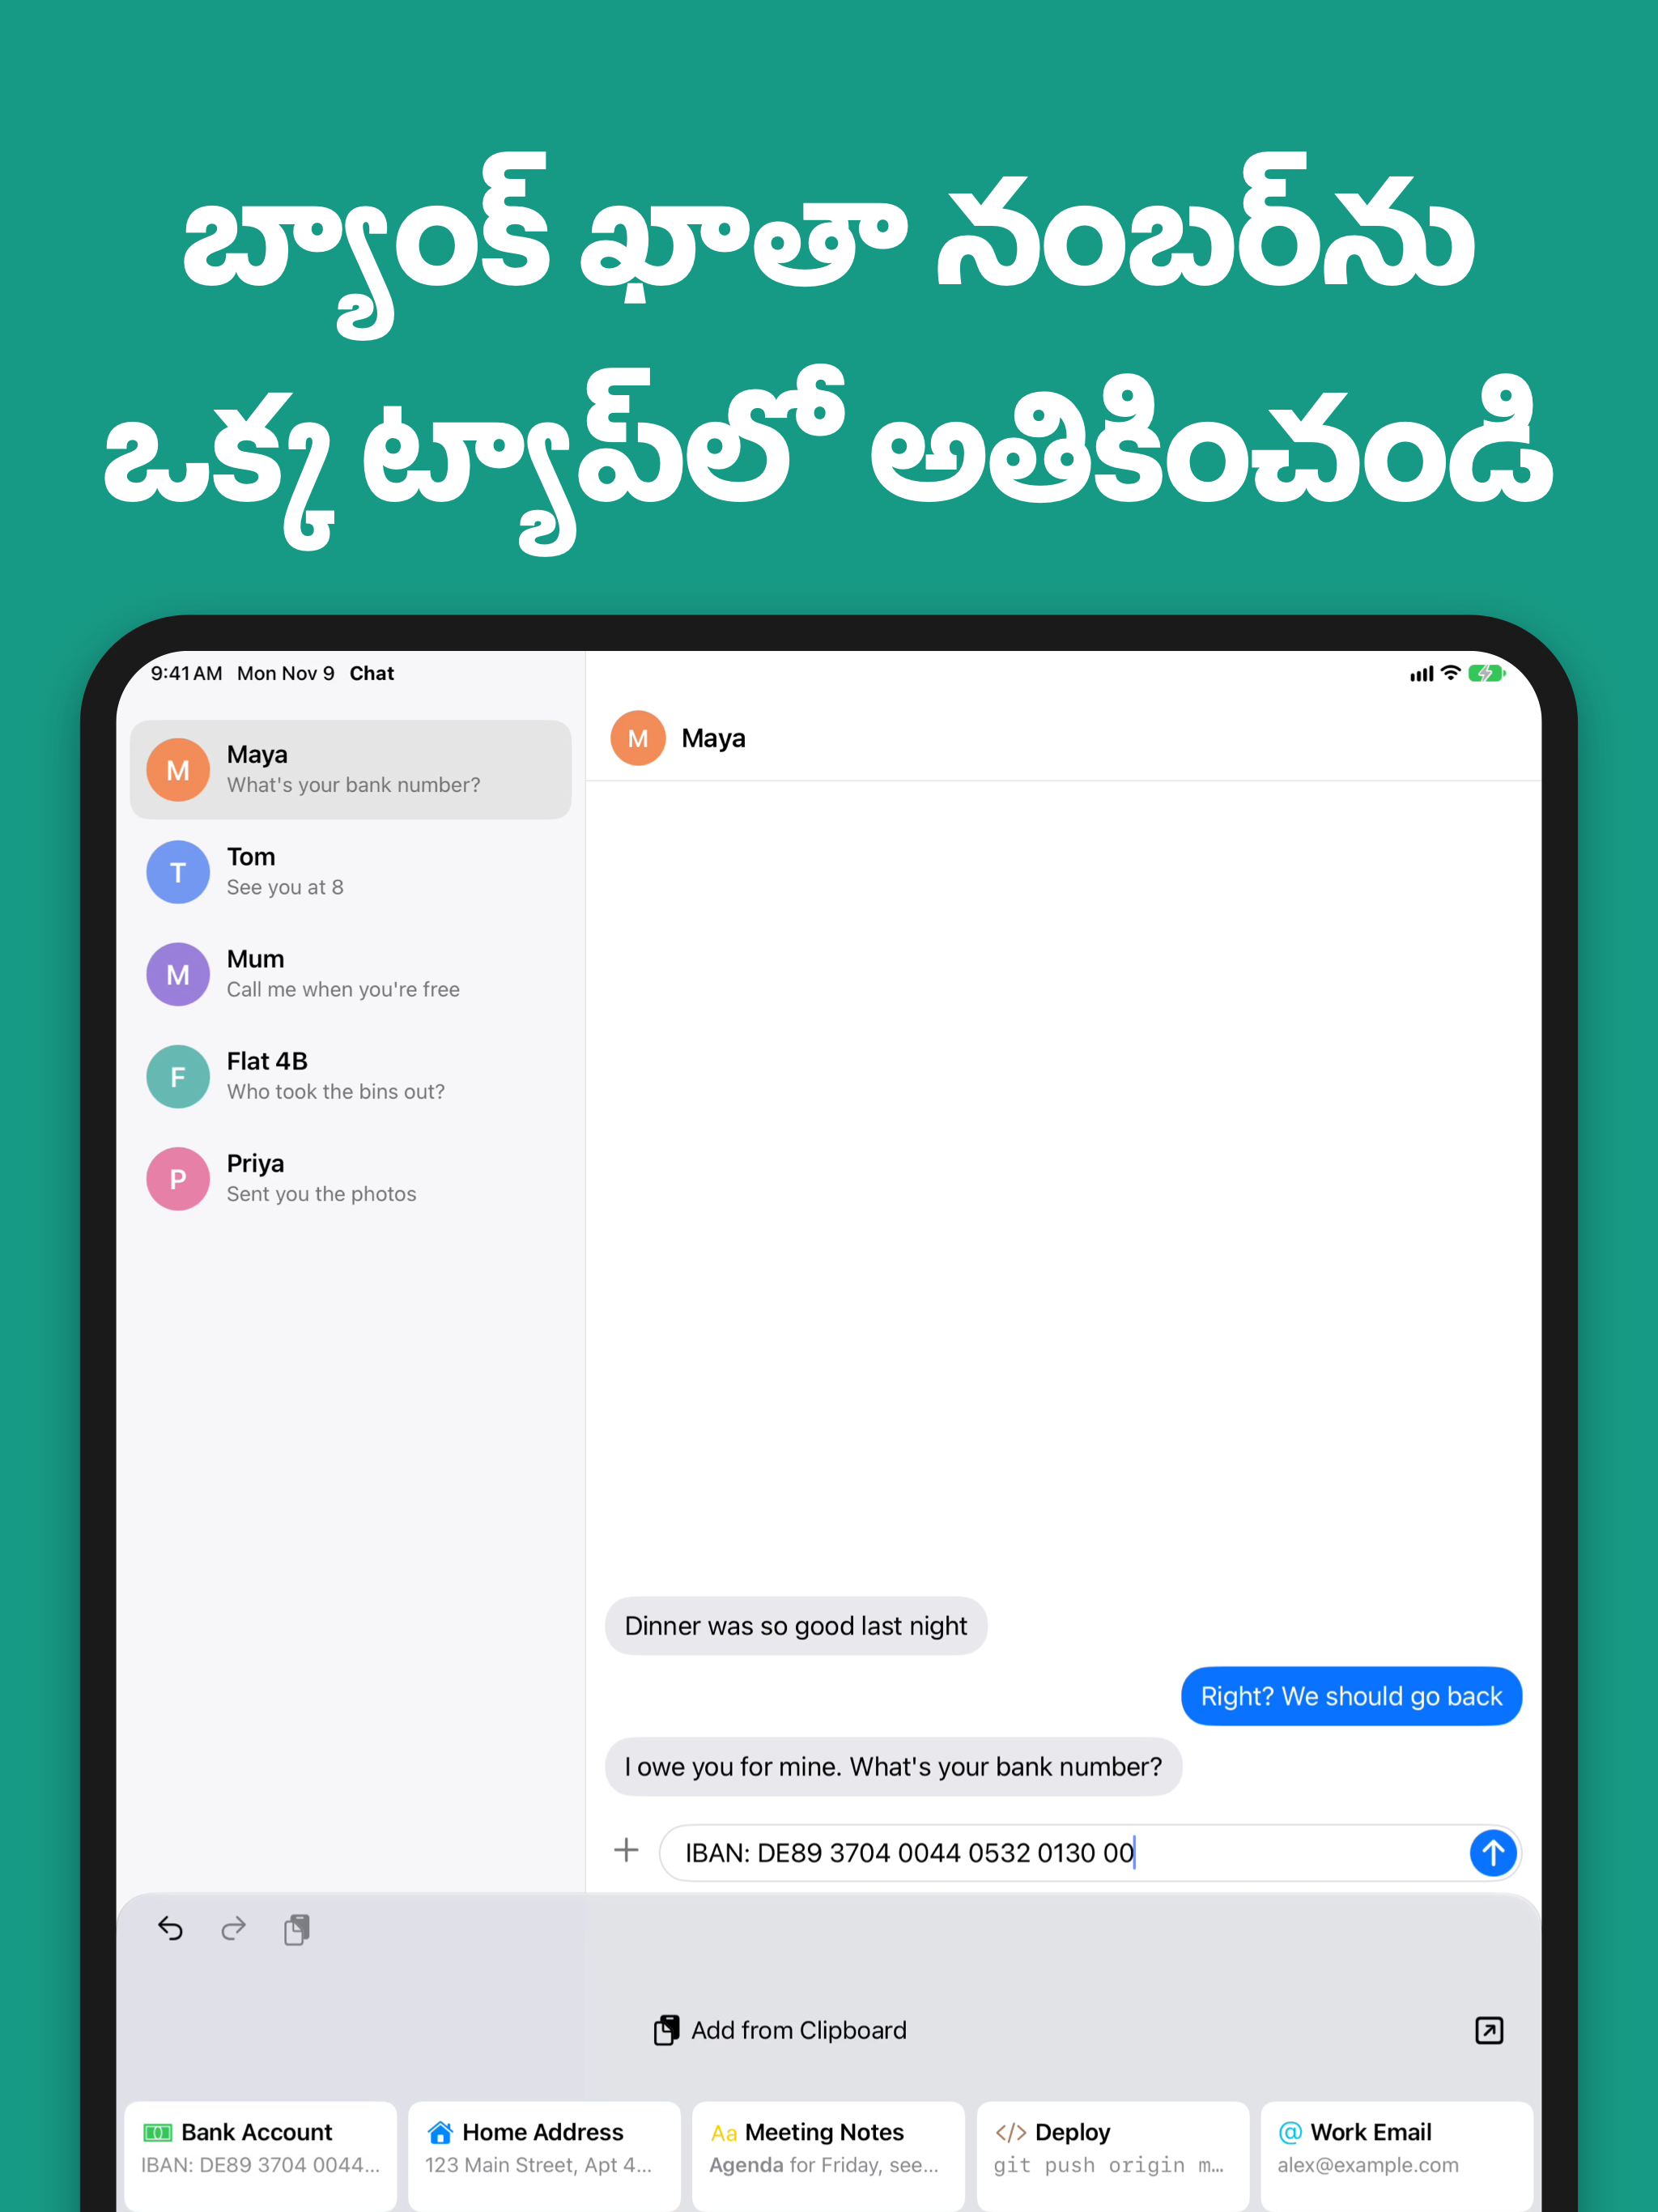 బ్యాంక్ ఖాతా నంబర్‌ను
ఒక్క ట్యాప్‌లో అతికించండి
9:41 AM Mon Nov 9 Chat
M Maya
What's your bank number?
T Tom
See you at 8
M Mum
Call me when you're free
F Flat 4B
Who took the bins out?
P Priya
Sent you the photos
M Maya
Dinner was so good last night
Right? We should go back
I owe you for mine. What's your bank number?
IBAN: DE89 3704 0044 0532 0130 00
Add from Clipboard
Bank Account
IBAN: DE89 3704 0044...
Home Address
123 Main Street, Apt 4...
Aa Meeting Notes
Agenda for Friday, see...
</> Deploy
git push origin m...
@ Work Email
alex@example.com